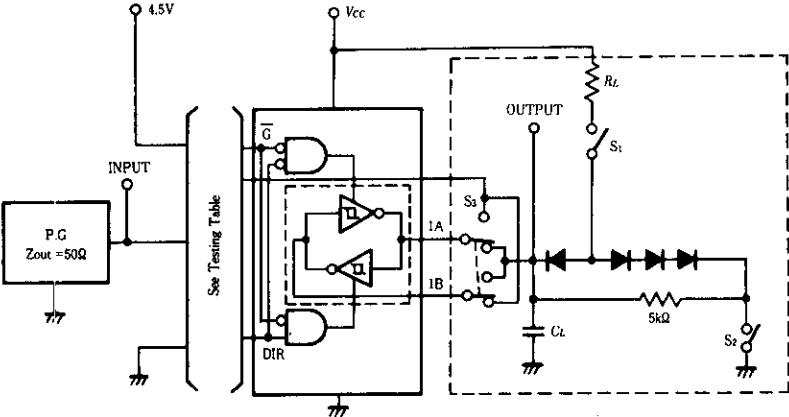 4.5V
VCC
RL
OUTPUT
G
S1
INPUT
See Testing Table
S3
P.G
Zout =50Ω
1A
1B
5kΩ
CL
S2
DIR